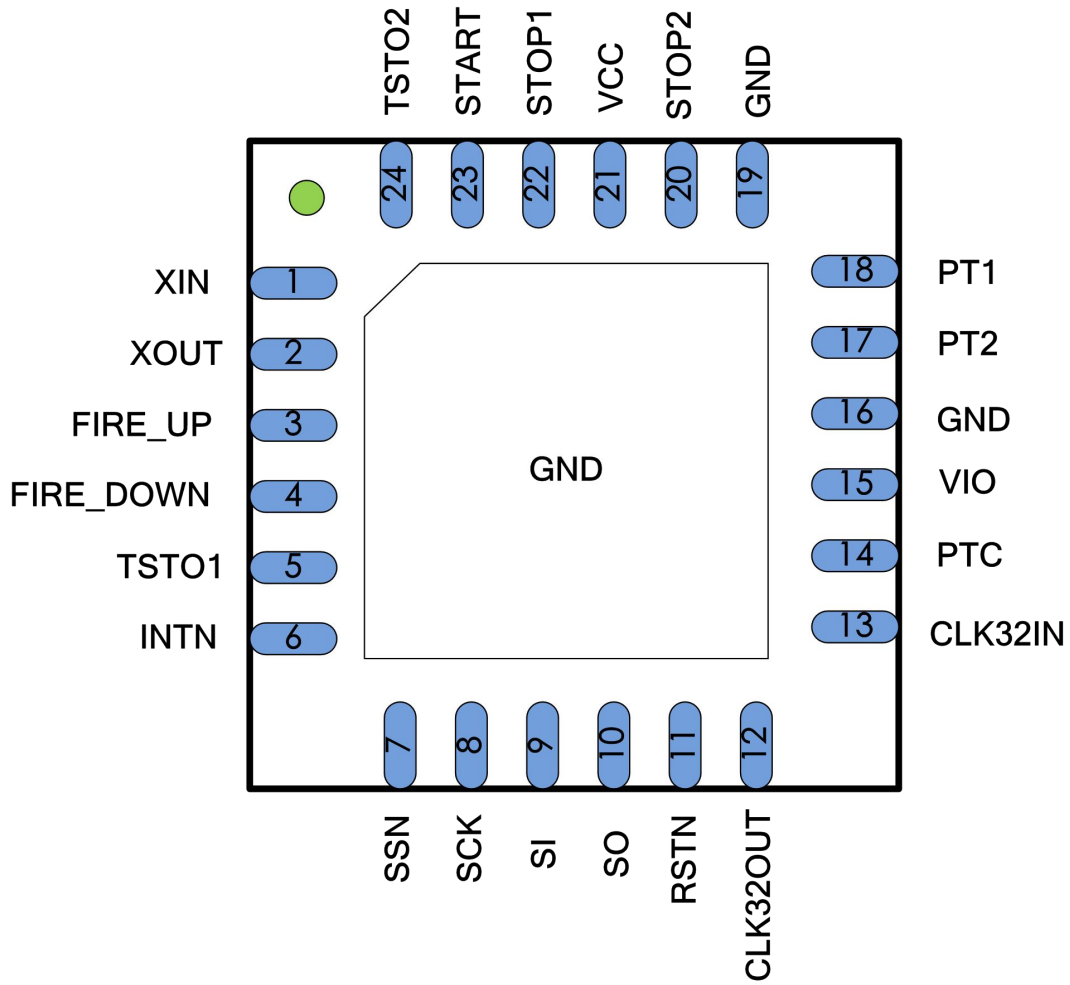 TSTO2
START
STOP1
VCC
STOP2
GND
24
23
22
21
20
19
XIN 1
XOUT 2
FIRE_UP 3
FIRE_DOWN 4
TSTO1 5
INTN 6
GND
18 PT1
17 PT2
16 GND
15 VIO
14 PTC
13 CLK32IN
7
8
9
10
11
12
SSN
SCK
SI
SO
RSTN
CLK32OUT